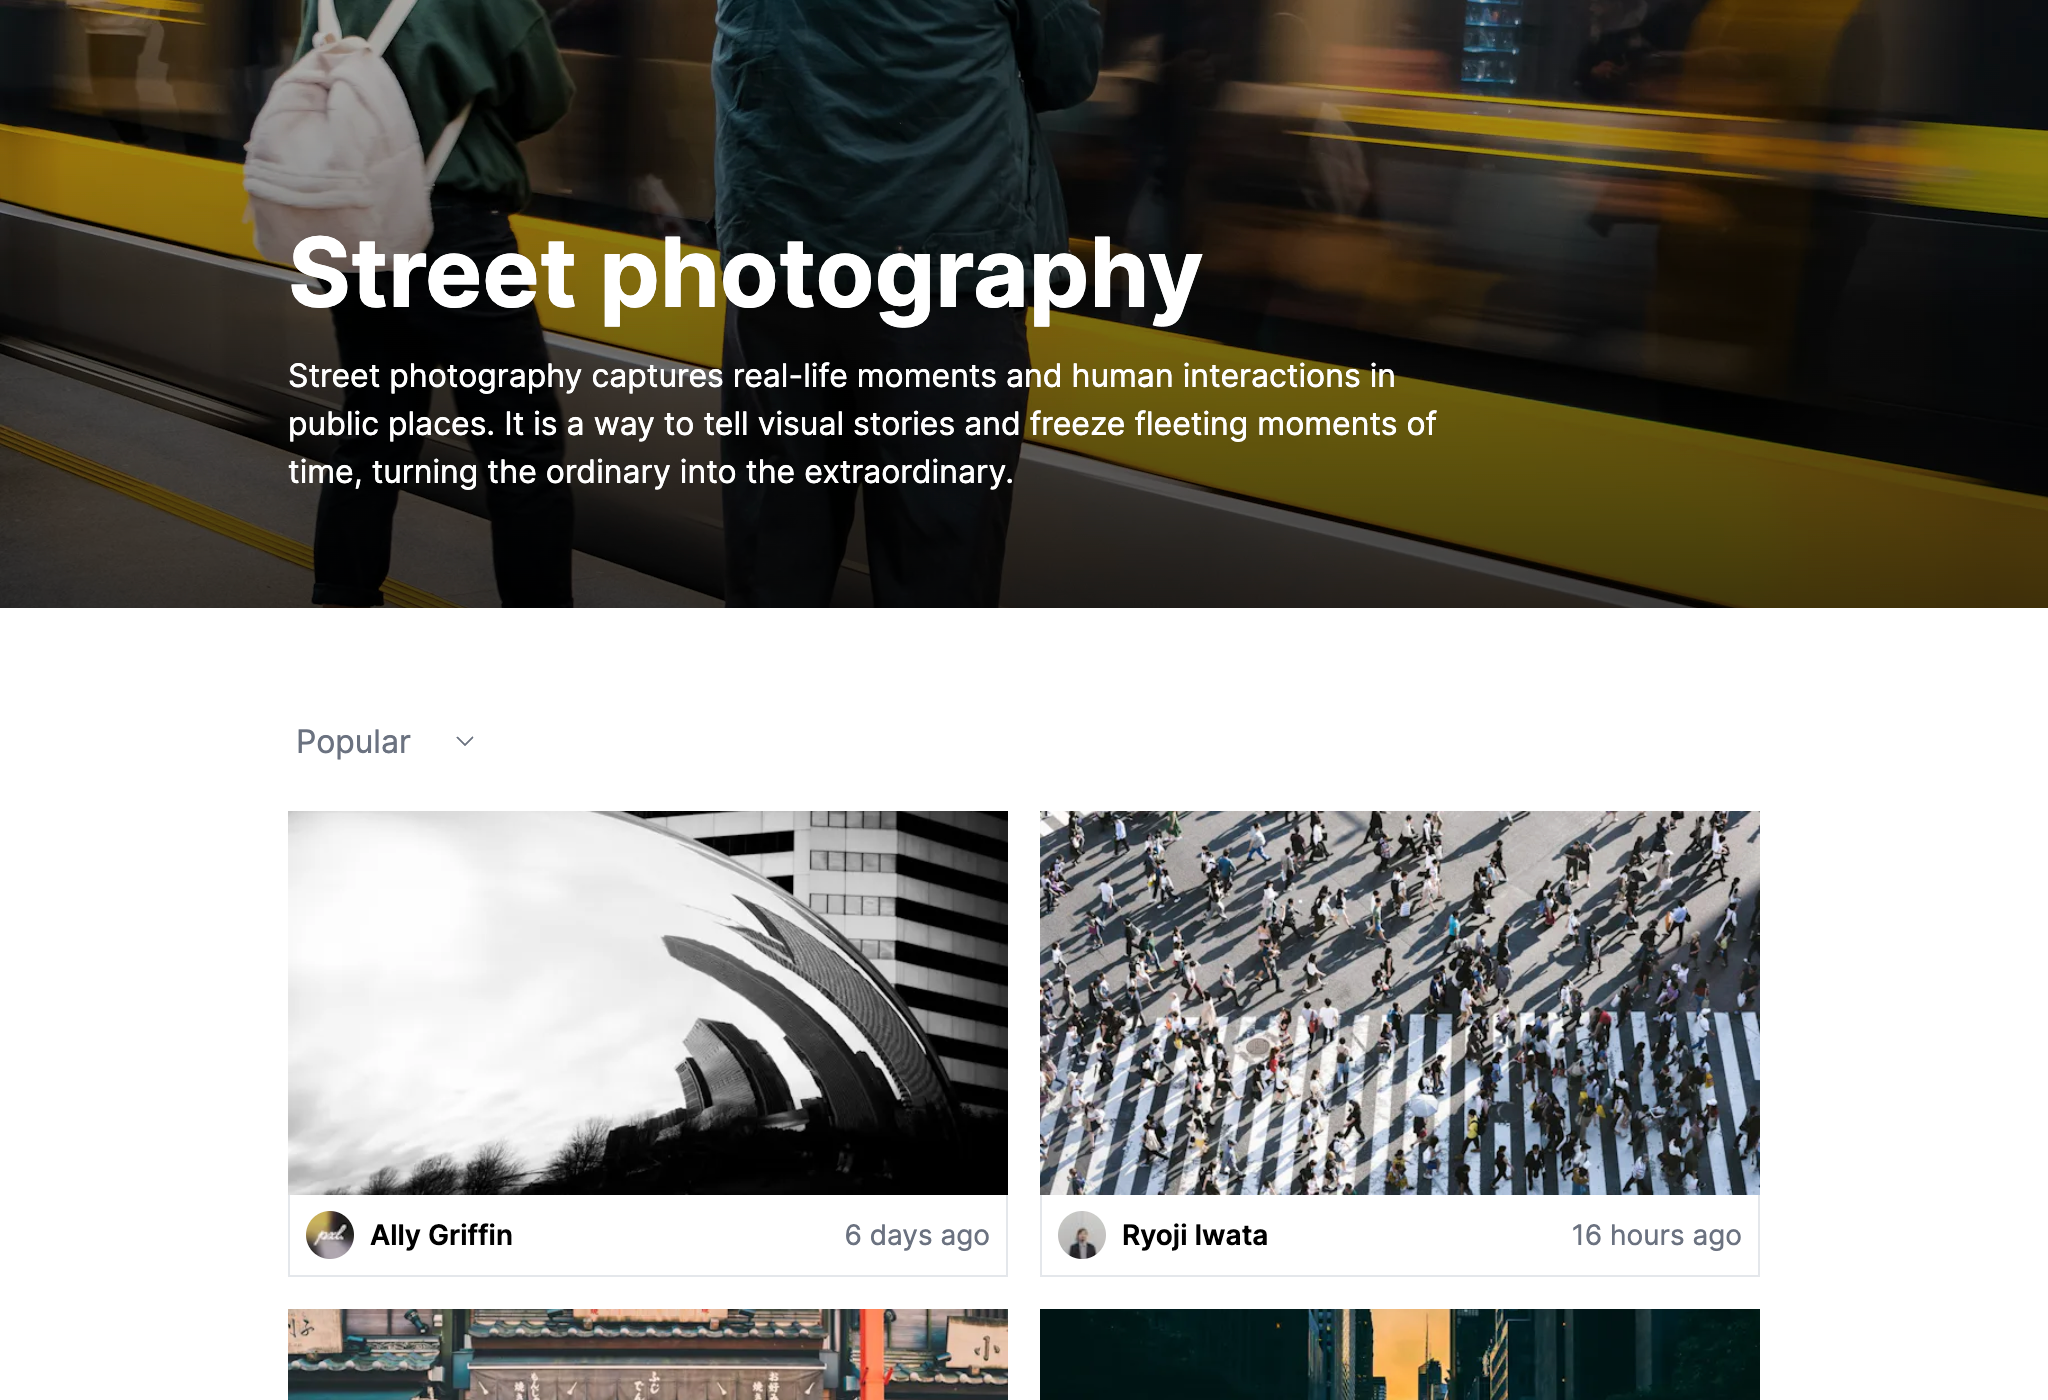 Street photography
Street photography captures real-life moments and human interactions in
public places. It is a way to tell visual stories and freeze fleeting moments of
time, turning the ordinary into the extraordinary.
Popular
pxl.
Ally Griffin
6 days ago
Ryoji Iwata
16 hours ago
小